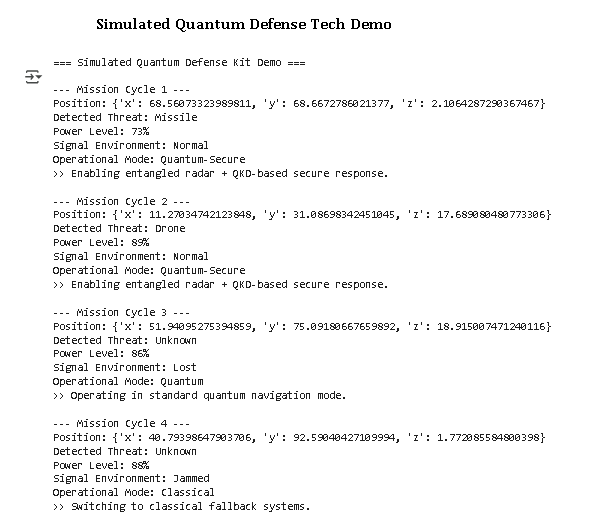 Simulated Quantum Defense Tech Demo
=== Simulated Quantum Defense Kit Demo ===
--- Mission Cycle 1 ---
Position: {'x': 68.56073323989811, 'y': 68.6672786021377, 'z': 2.1064287290367467}
Detected Threat: Missile
Power Level: 73%
Signal Environment: Normal
Operational Mode: Quantum-Secure
>> Enabling entangled radar + QKD-based secure response.
--- Mission Cycle 2 ---
Position: {'x': 11.27034742123848, 'y': 31.08698342451045, 'z': 17.689080480773306}
Detected Threat: Drone
Power Level: 89%
Signal Environment: Normal
Operational Mode: Quantum-Secure
>> Enabling entangled radar + QKD-based secure response.
--- Mission Cycle 3 ---
Position: {'x': 51.94095275394859, 'y': 75.09180667659892, 'z': 18.915007471240116}
Detected Threat: Unknown
Power Level: 86%
Signal Environment: Lost
Operational Mode: Quantum
>> Operating in standard quantum navigation mode.
--- Mission Cycle 4 ---
Position: {'x': 40.79398647903706, 'y': 92.59040427109994, 'z': 1.772085584800398}
Detected Threat: Unknown
Power Level: 88%
Signal Environment: Jammed
Operational Mode: Classical
>> Switching to classical fallback systems.